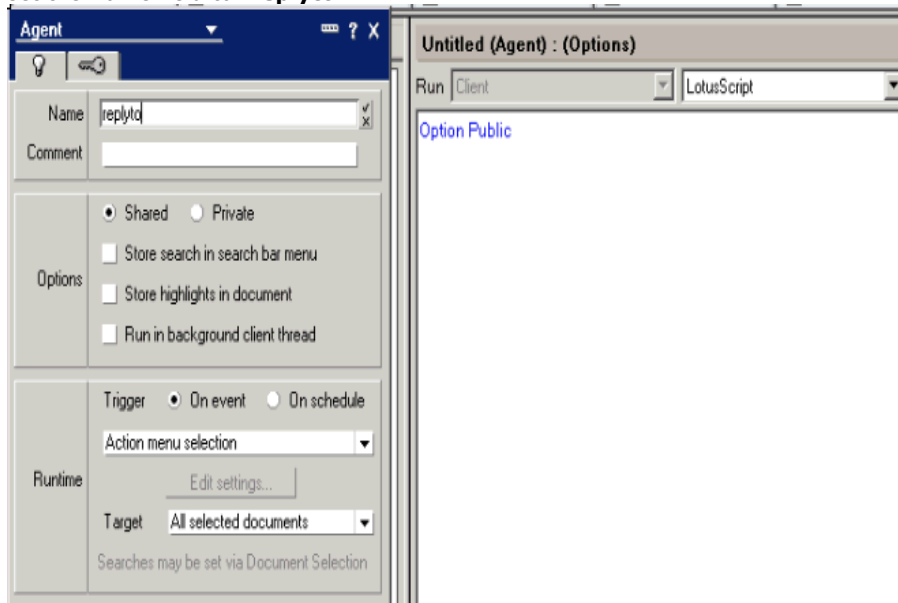 Agent
? X
Name
replyto
Comment
Options
Shared Private
Store search in search bar menu
Store highlights in document
Run in background client thread
Runtime
Trigger On event On schedule
Action menu selection
Edit settings...
Target All selected documents
Searches may be set via Document Selection
Untitled (Agent) : (Options)
Run Client LotusScript
Option Public